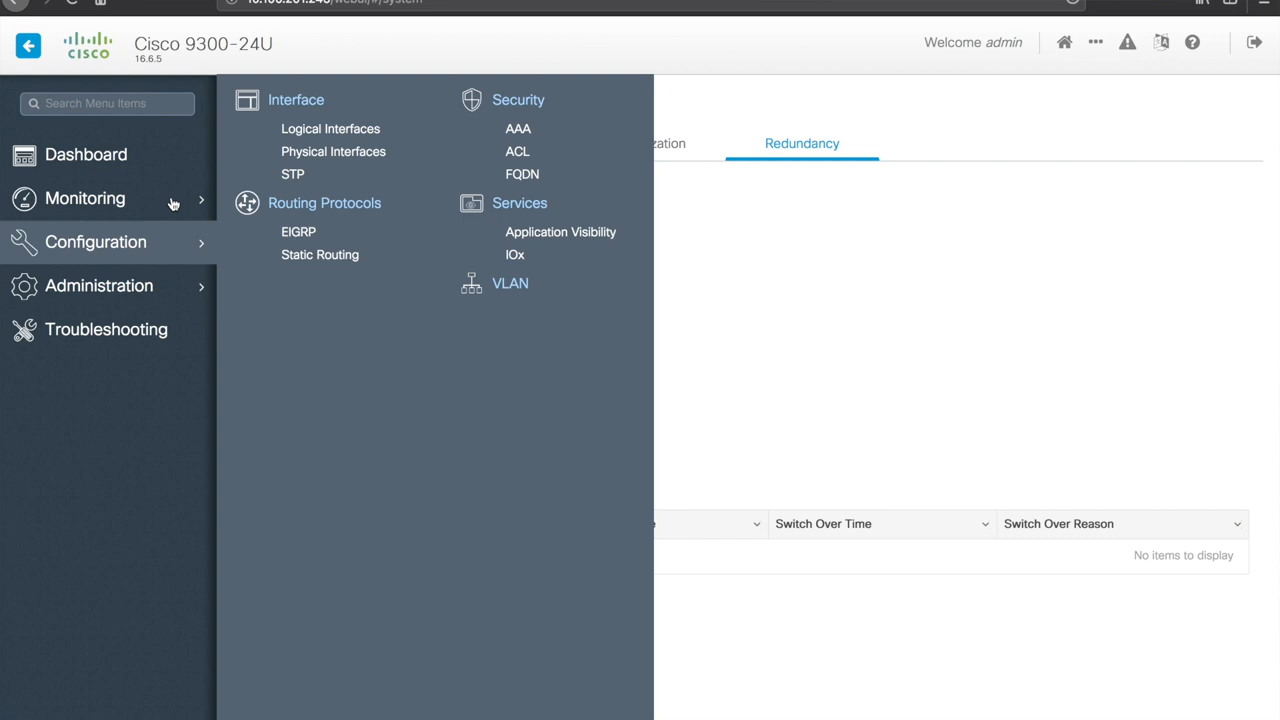 Cisco 9300-24U
CISCO
16.6.5
Welcome admin
Search Menu Items
Dashboard
Monitoring
Configuration
Administration
Troubleshooting
Interface
Logical Interfaces
Physical Interfaces
STP
Routing Protocols
EIGRP
Static Routing
Security
AAA
ACL
FQDN
Services
Application Visibility
IOx
VLAN
zation
Redundancy
Switch Over Time
Switch Over Reason
No items to display